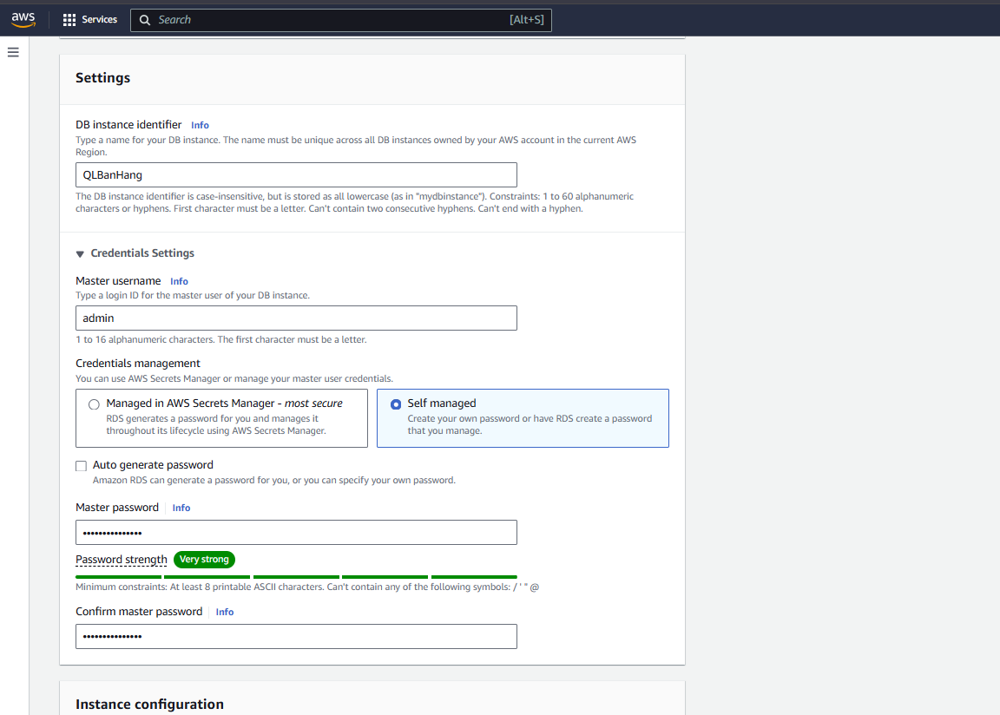 aws
Services
Search
[Alt+S]
Settings
DB instance identifier Info
Type a name for your DB instance. The name must be unique across all DB instances owned by your AWS account in the current AWS
Region.
QLBanHang
The DB instance identifier is case-insensitive, but is stored as all lowercase (as in "mydbinstance"). Constraints: 1 to 60 alphanumeric
characters or hyphens. First character must be a letter. Can't contain two consecutive hyphens. Can't end with a hyphen.
Credentials Settings
Master username Info
Type a login ID for the master user of your DB instance.
admin
1 to 16 alphanumeric characters. The first character must be a letter.
Credentials management
You can use AWS Secrets Manager or manage your master user credentials.
Managed in AWS Secrets Manager - most secure
RDS generates a password for you and manages it
throughout its lifecycle using AWS Secrets Manager.
Self managed
Create your own password or have RDS create a password
that you manage.
Auto generate password
Amazon RDS can generate a password for you, or you can specify your own password.
Master password Info
•••••••••••••••
Password strength Very strong
Minimum constraints: At least 8 printable ASCII characters. Can't contain any of the following symbols: / ' " @
Confirm master password Info
•••••••••••••••
Instance configuration